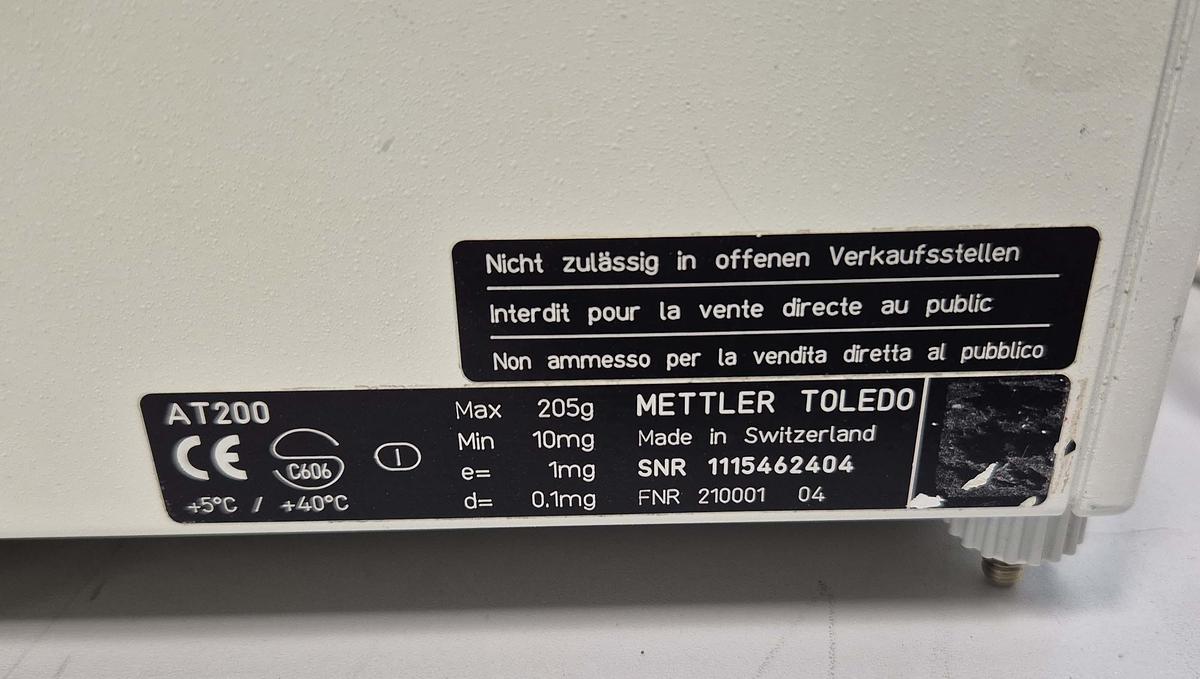 Nicht zulässig in offenen Verkaufsstellen
Interdit pour la vente directe au public
Non ammesso per la vendita diretta al pubblico
AT200
CE C606 I
+5°C / +40°C
Max 205g
Min 10mg
e= 1mg
d= 0.1mg
METTLER TOLEDO
Made in Switzerland
SNR 1115462404
FNR 210001 04